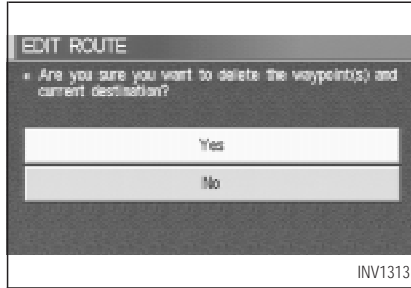 EDIT ROUTE
• Are you sure you want to delete the waypoint(s) and
current destination?
Yes
No
INV1313